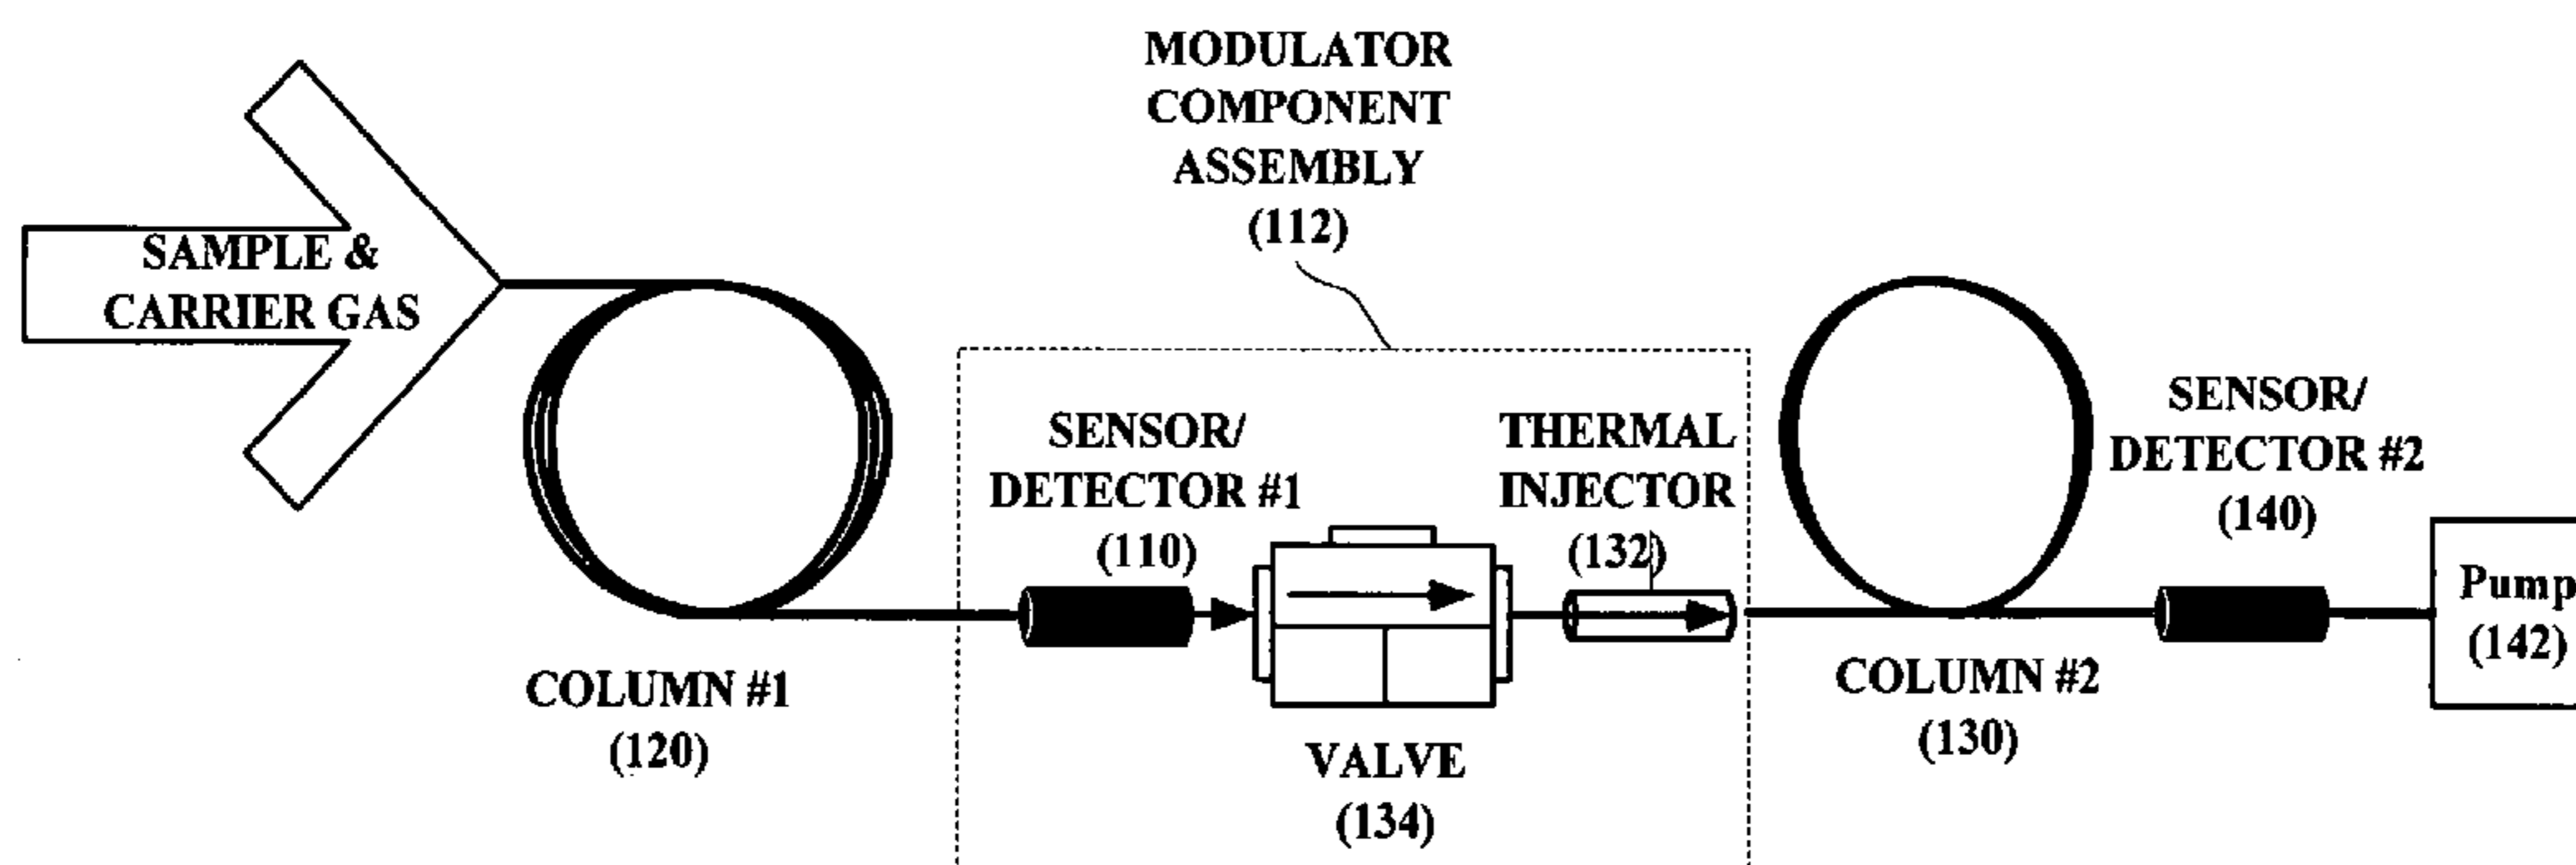 MODULATOR
COMPONENT
ASSEMBLY
(112)
SAMPLE &
CARRIER GAS
SENSOR/
DETECTOR #1
(110)
THERMAL
INJECTOR
(132)
SENSOR/
DETECTOR #2
(140)
Pump
(142)
COLUMN #1
(120)
VALVE
(134)
COLUMN #2
(130)